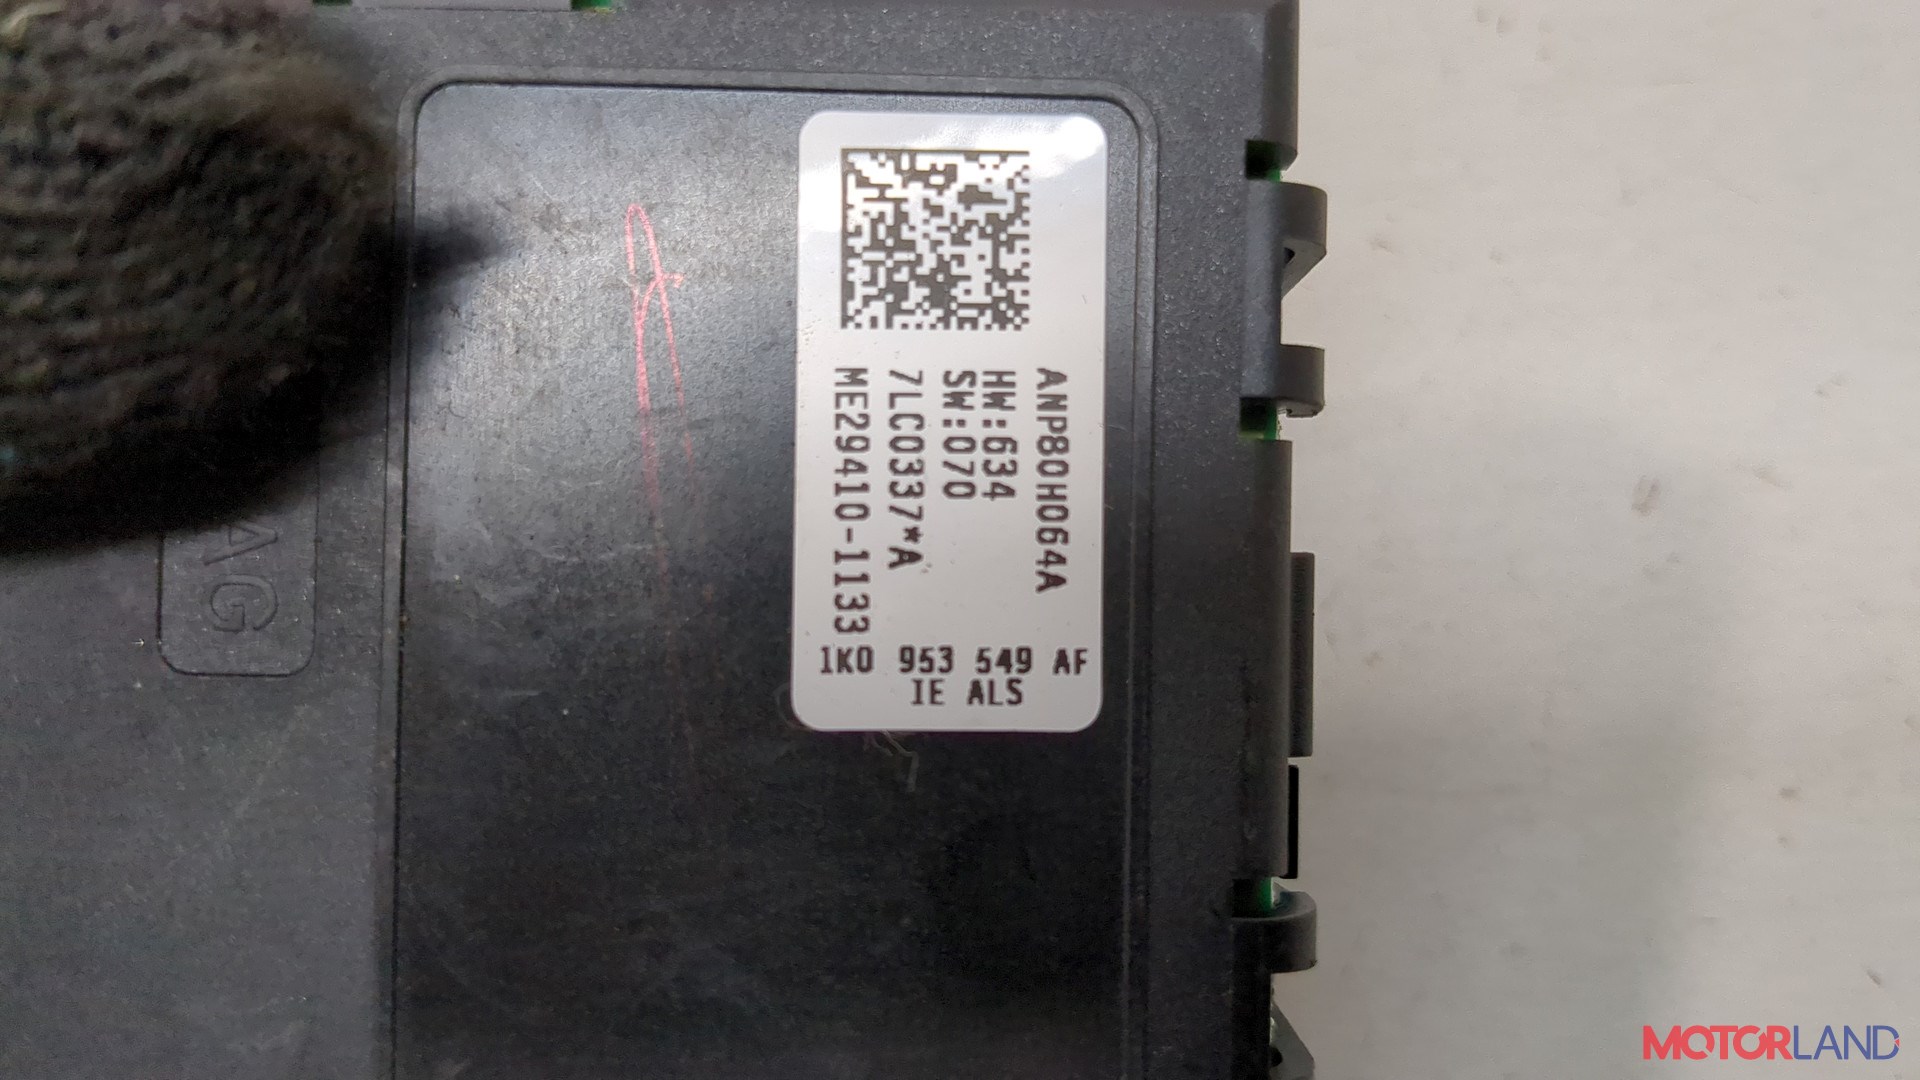 ANP80H064A
HW:634
SW:070
7LC0337*A
ME29410-1133
1K0 953 549 AF
IE ALS
AG
MOTORLAND